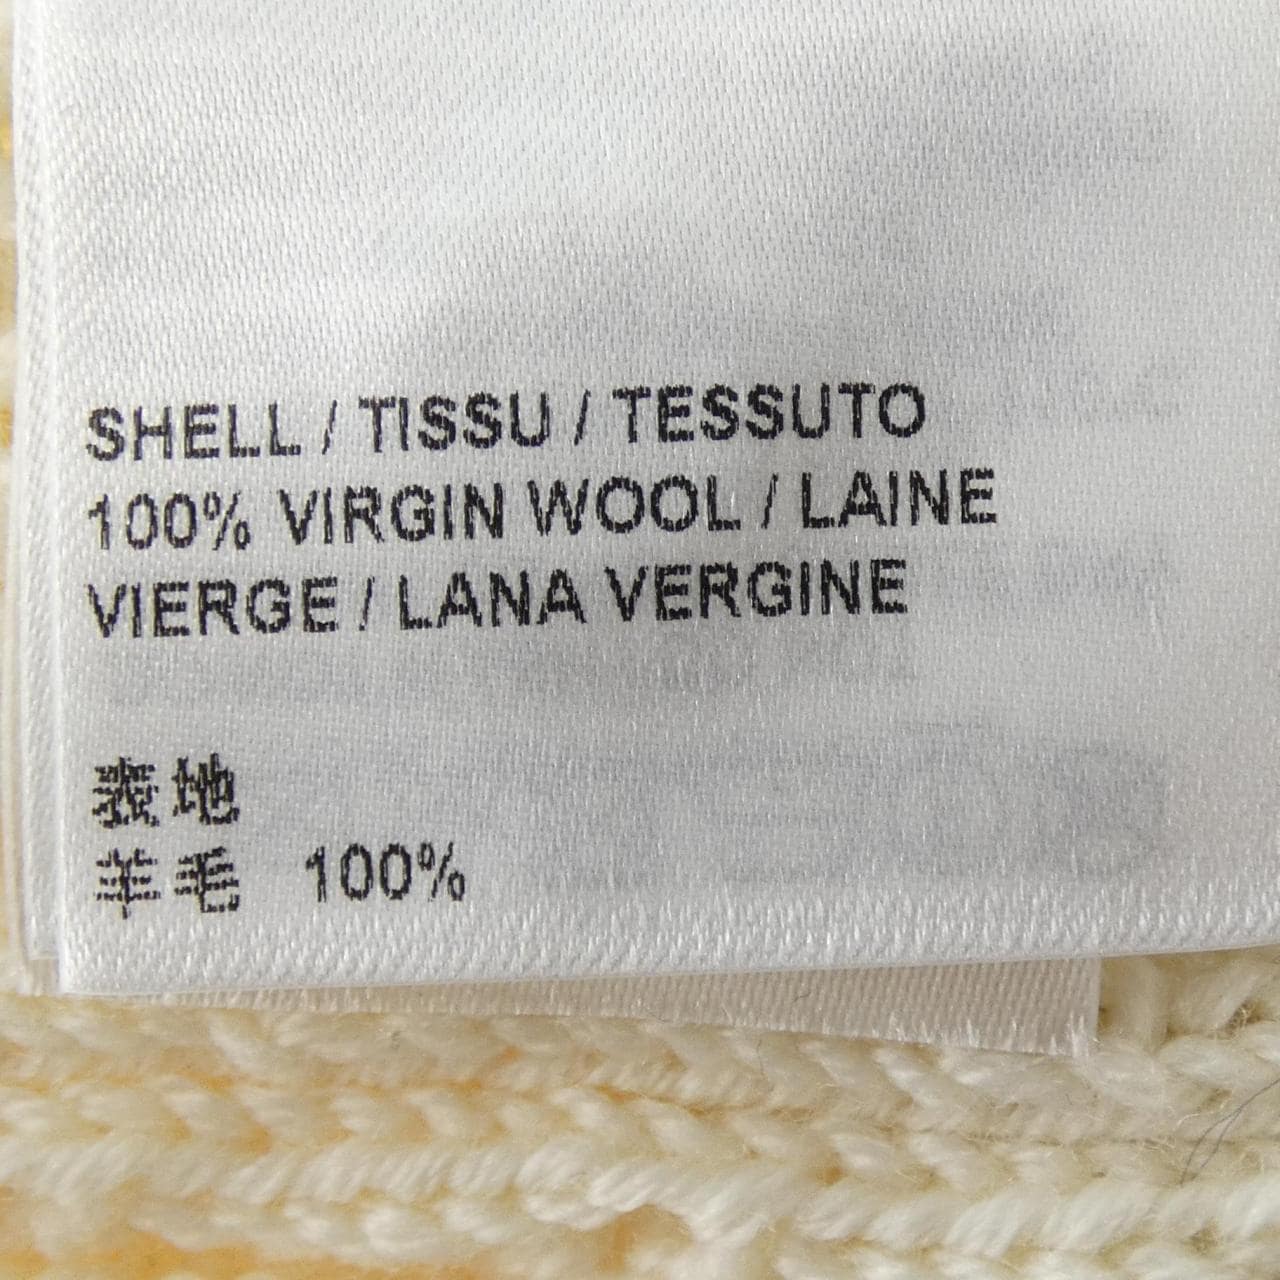 SHELL / TISSU / TESSUTO
100% VIRGIN WOOL / LAINE
VIERGE / LANA VERGINE
表地
羊毛 100%